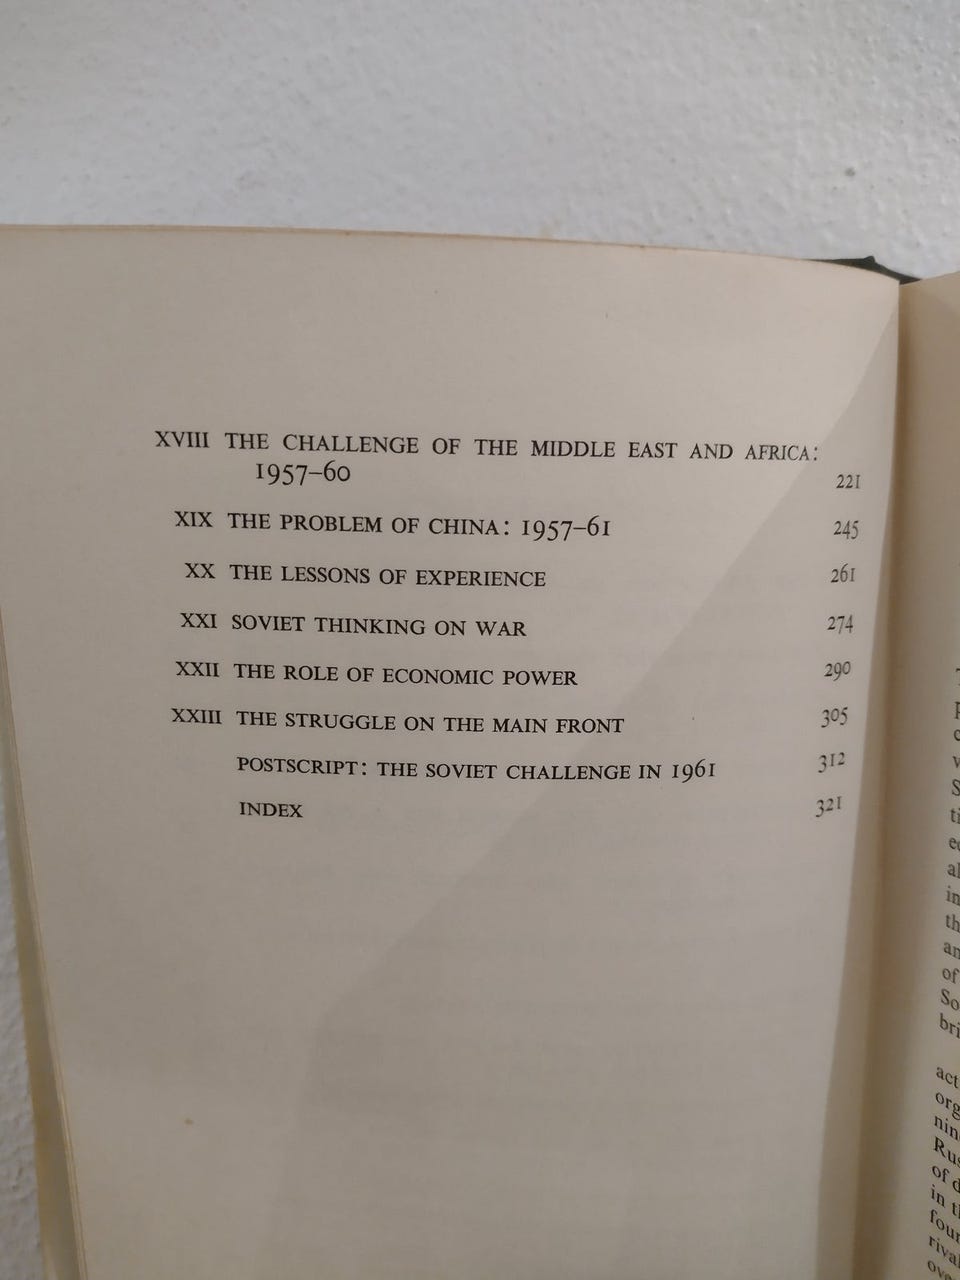 XVIII THE CHALLENGE OF THE MIDDLE EAST AND AFRICA:
1957–60 221
XIX THE PROBLEM OF CHINA: 1957–61 245
XX THE LESSONS OF EXPERIENCE 261
XXI SOVIET THINKING ON WAR 274
XXII THE ROLE OF ECONOMIC POWER 290
XXIII THE STRUGGLE ON THE MAIN FRONT 305
POSTSCRIPT: THE SOVIET CHALLENGE IN 1961 312
INDEX 321
of
in